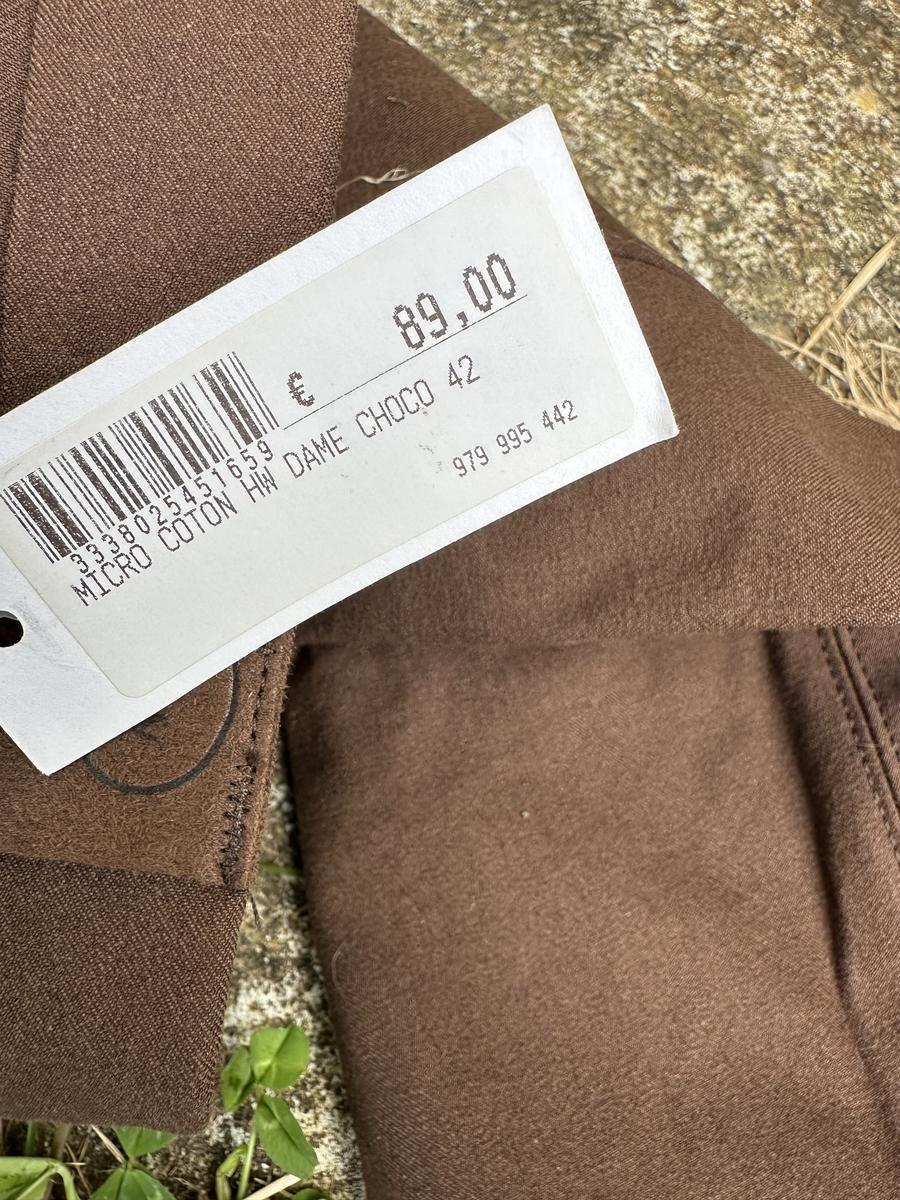 € 89,00
3338025451659
MICRO COTON HW DAME CHOCO 42
979 995 442